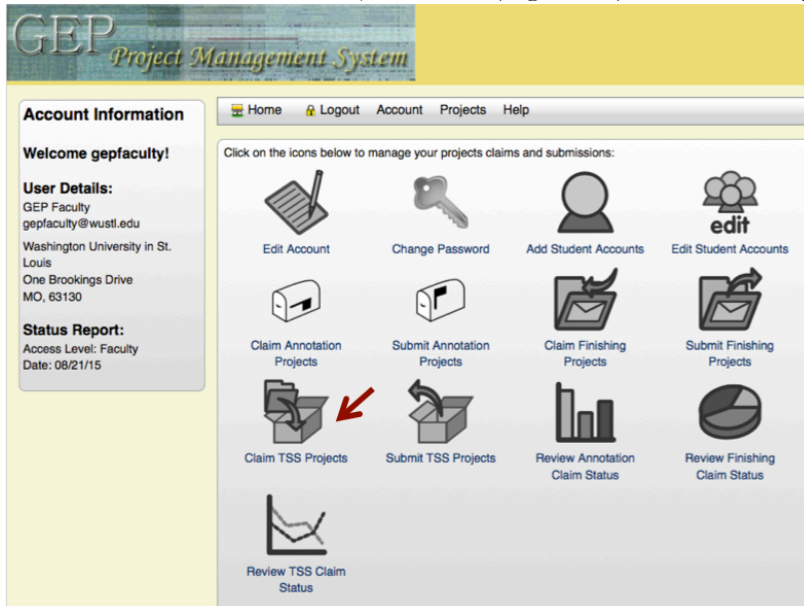 GEP
Project Management System
Account Information
Welcome gepfaculty!
User Details:
GEP Faculty
gepfaculty@wustl.edu
Washington University in St.
Louis
One Brookings Drive
MO, 63130
Status Report:
Access Level: Faculty
Date: 08/21/15
Home Logout Account Projects Help
Click on the icons below to manage your projects claims and submissions:
Edit Account
Change Password
Add Student Accounts
edit
Edit Student Accounts
Claim Annotation
Projects
Submit Annotation
Projects
Claim Finishing
Projects
Submit Finishing
Projects
Claim TSS Projects
Submit TSS Projects
Review Annotation
Claim Status
Review Finishing
Claim Status
Review TSS Claim
Status